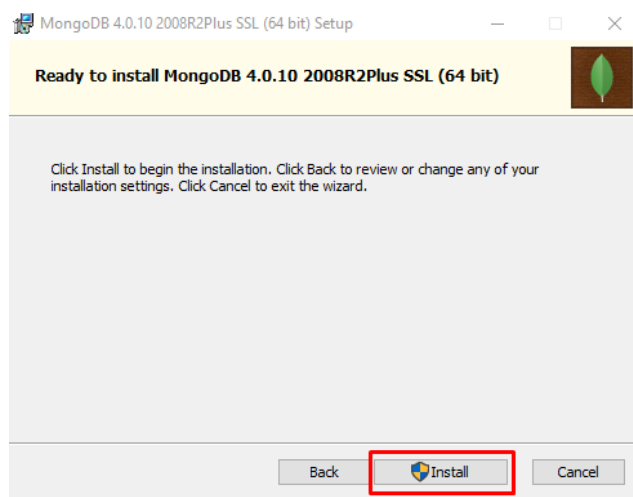 MongoDB 4.0.10 2008R2Plus SSL (64 bit) Setup
Ready to install MongoDB 4.0.10 2008R2Plus SSL (64 bit)
Click Install to begin the installation. Click Back to review or change any of your
installation settings. Click Cancel to exit the wizard.
Back Install Cancel